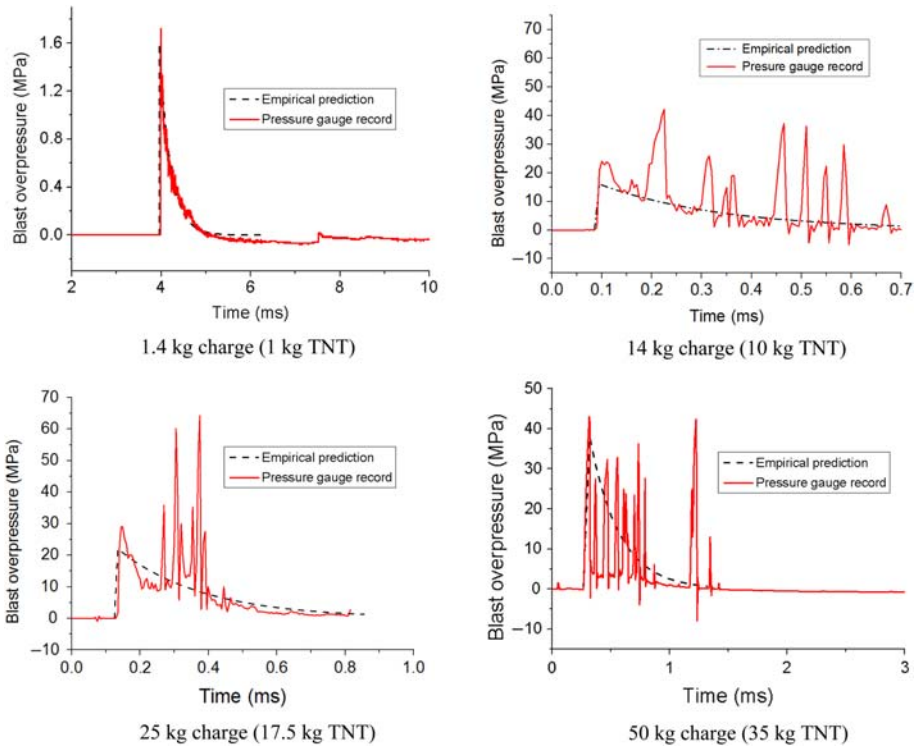 Blast overpressure (MPa)
1.6
1.2
0.8
0.4
0.0
Empirical prediction
Pressure gauge record
2 4 6 8 10
Time (ms)
1.4 kg charge (1 kg TNT)
Blast overpressure (MPa)
70
60
50
40
30
20
10
0
–10
Empirical prediction
Presure gauge record
0.0 0.1 0.2 0.3 0.4 0.5 0.6 0.7
Time (ms)
14 kg charge (10 kg TNT)
Blast overpressure (MPa)
70
60
50
40
30
20
10
0
–10
Empirical prediction
Pressure gauge record
0.0 0.2 0.4 0.6 0.8 1.0
Time (ms)
25 kg charge (17.5 kg TNT)
Blast overpressure (MPa)
50
40
30
20
10
0
–10
Empirical prediction
Pressure gauge record
0 1 2 3
Time (ms)
50 kg charge (35 kg TNT)